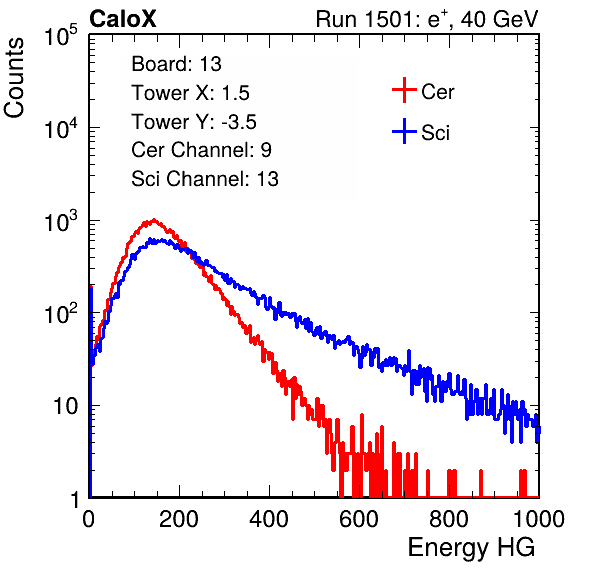 CaloX Run 1501: e⁺, 40 GeV
Counts
10⁵
10⁴
10³
10²
10
1
Board: 13
Tower X: 1.5
Tower Y: -3.5
Cer Channel: 9
Sci Channel: 13
Cer
Sci
0 200 400 600 800 1000
Energy HG